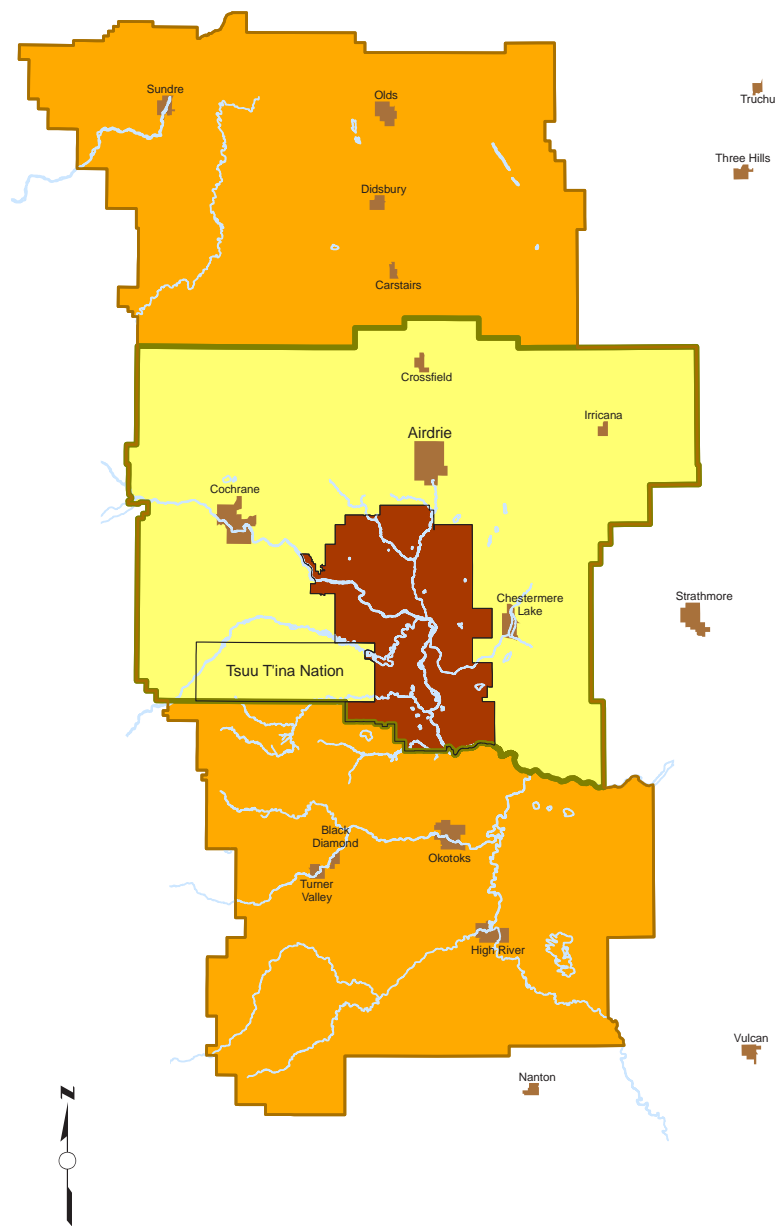 Sundre
Olds
Truchu
Three Hills
Didsbury
Carstairs
Crossfield
Irricana
Airdrie
Cochrane
Chestermere
Lake
Strathmore
Tsuu T'ina Nation
Black
Diamond
Okotoks
Turner
Valley
High River
Vulcan
Nanton
N